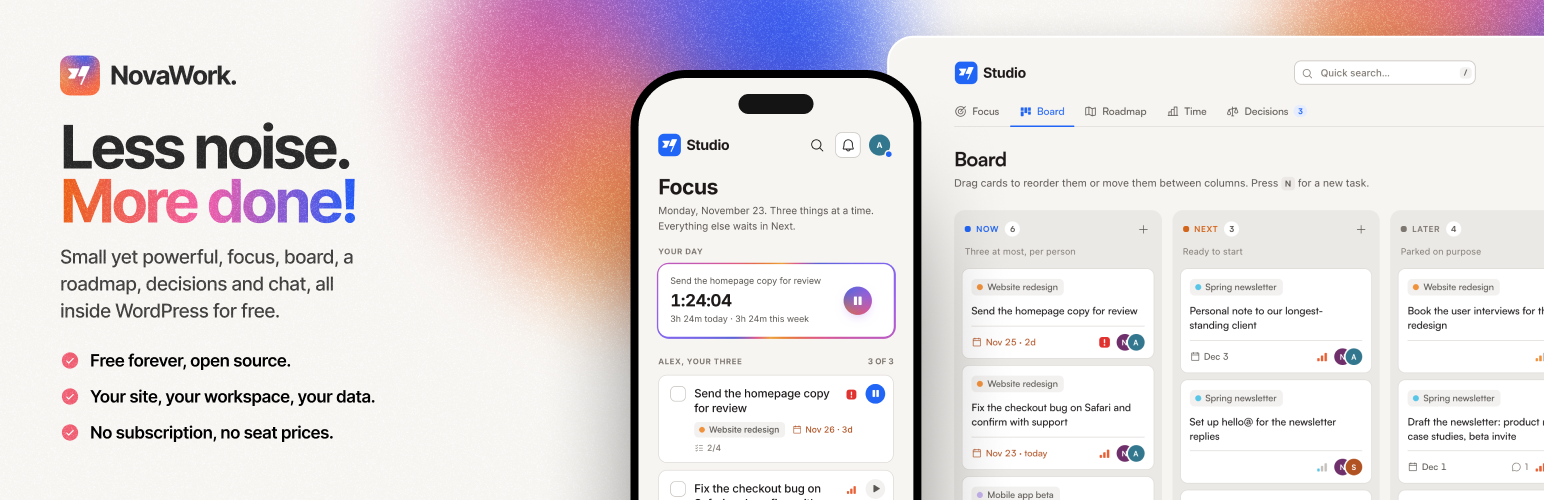 NovaWork.
Less noise.
More done!
Small yet powerful, focus, board, a
roadmap, decisions and chat, all
inside WordPress for free.
Free forever, open source.
Your site, your workspace, your data.
No subscription, no seat prices.
Studio
A
Focus
Monday, November 23. Three things at a time.
Everything else waits in Next.
YOUR DAY
Send the homepage copy for review
1:24:04
3h 24m today · 3h 24m this week
ALEX, YOUR THREE 3 OF 3
Send the homepage copy
for review
Website redesign Nov 26 · 3d
2/4
Fix the checkout bug on
Studio
Quick search... /
Focus Board Roadmap Time Decisions 3
Board
Drag cards to reorder them or move them between columns. Press N for a new task.
NOW 6
Three at most, per person
Website redesign
Send the homepage copy for review
Nov 25 · 2d
N A
Website redesign
Fix the checkout bug on Safari and
confirm with support
Nov 23 · today
N A
Mobile app beta
NEXT 3
Ready to start
Spring newsletter
Personal note to our longest-
standing client
Dec 3
N A
Spring newsletter
Set up hello@ for the newsletter
replies
N S
LATER 4
Parked on purpose
Website redesign
Book the user interviews for
redesign
Spring newsletter
Draft the newsletter: product
case studies, beta invite
Dec 1 1